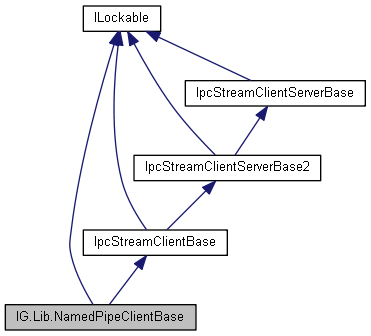 ILockable
IpcStreamClientServerBase
IpcStreamClientServerBase2
IpcStreamClientBase
IG.Lib.NamedPipeClientBase